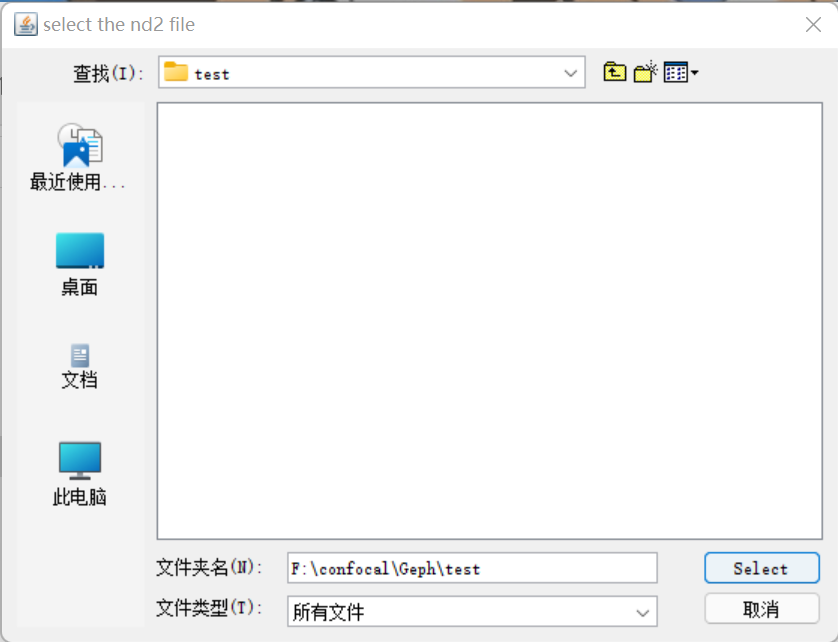 select the nd2 file
查找(I):
test
最近使用...
桌面
文档
此电脑
文件夹名(N):
F:\confocal\Geph\test
Select
文件类型(T):
所有文件
取消